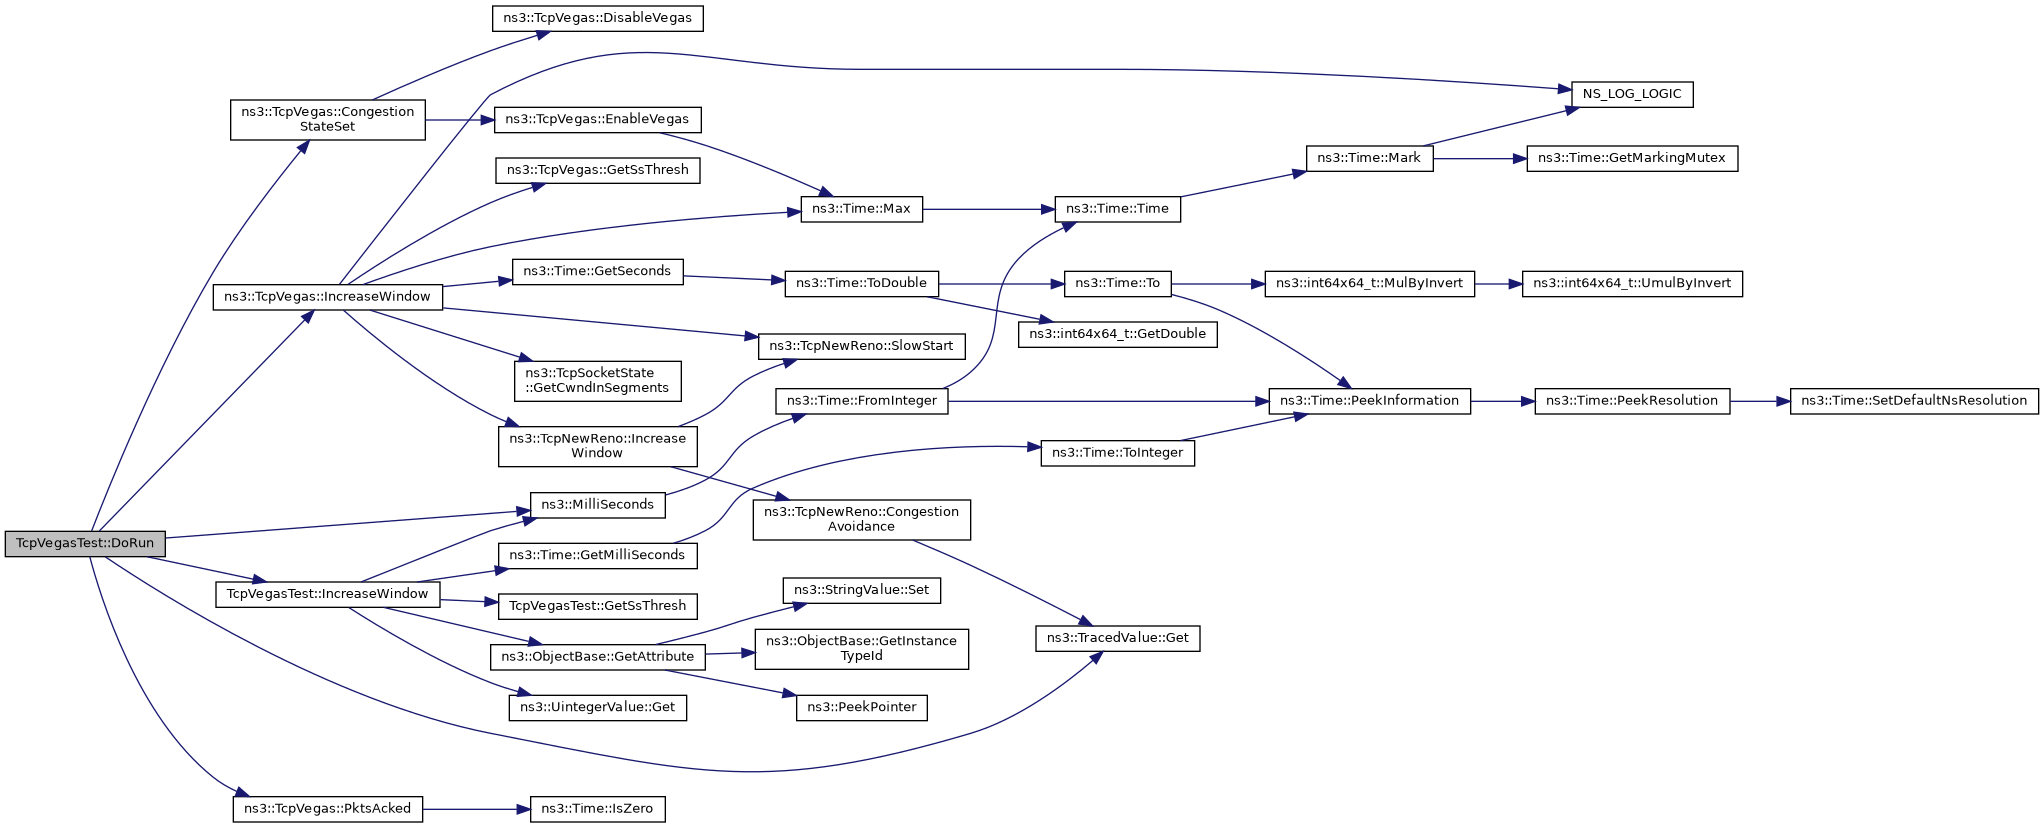 ns3::TcpVegas::DisableVegas
NS_LOG_LOGIC
ns3::TcpVegas::Congestion
StateSet
ns3::TcpVegas::EnableVegas
ns3::Time::Mark
ns3::Time::GetMarkingMutex
ns3::TcpVegas::GetSsThresh
ns3::Time::Max
ns3::Time::Time
ns3::Time::GetSeconds
ns3::Time::ToDouble
ns3::Time::To
ns3::int64x64_t::MulByInvert
ns3::int64x64_t::UmulByInvert
ns3::TcpVegas::IncreaseWindow
ns3::int64x64_t::GetDouble
ns3::TcpNewReno::SlowStart
ns3::TcpSocketState
::GetCwndInSegments
ns3::Time::FromInteger
ns3::Time::PeekInformation
ns3::Time::PeekResolution
ns3::Time::SetDefaultNsResolution
ns3::TcpNewReno::Increase
Window
ns3::Time::ToInteger
ns3::MilliSeconds
ns3::TcpNewReno::Congestion
Avoidance
TcpVegasTest::DoRun
ns3::Time::GetMilliSeconds
TcpVegasTest::IncreaseWindow
ns3::StringValue::Set
TcpVegasTest::GetSsThresh
ns3::TracedValue::Get
ns3::ObjectBase::GetInstance
TypeId
ns3::ObjectBase::GetAttribute
ns3::UintegerValue::Get
ns3::PeekPointer
ns3::TcpVegas::PktsAcked
ns3::Time::IsZero